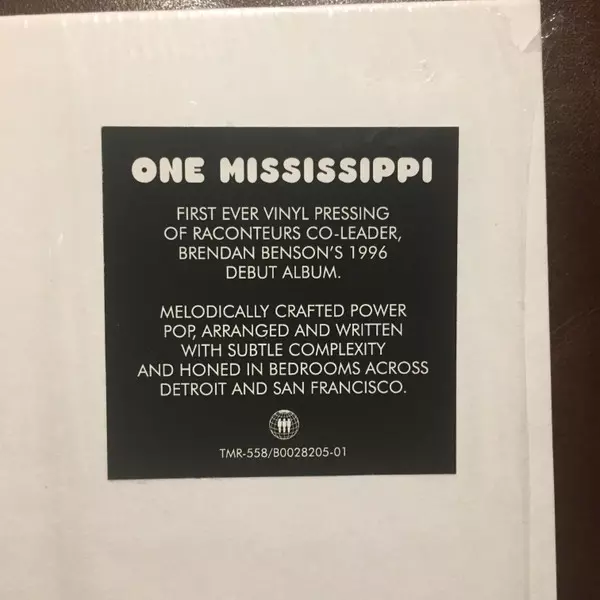 ONE MISSISSIPPI
FIRST EVER VINYL PRESSING
OF RACONTEURS CO-LEADER,
BRENDAN BENSON'S 1996
DEBUT ALBUM.
MELODICALLY CRAFTED POWER
POP, ARRANGED AND WRITTEN
WITH SUBTLE COMPLEXITY
AND HONED IN BEDROOMS ACROSS
DETROIT AND SAN FRANCISCO.
TMR-558/B0028205-01